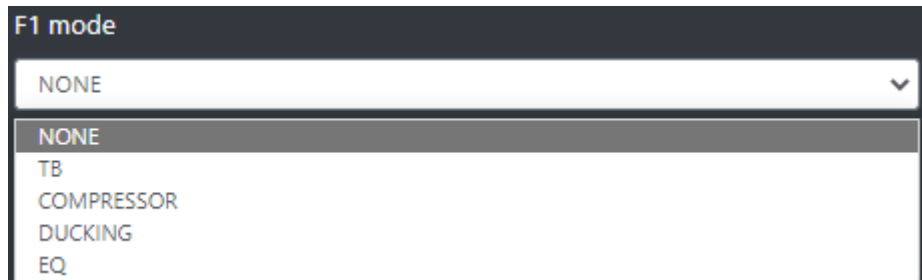 F1 mode
NONE
NONE
TB
COMPRESSOR
DUCKING
EQ